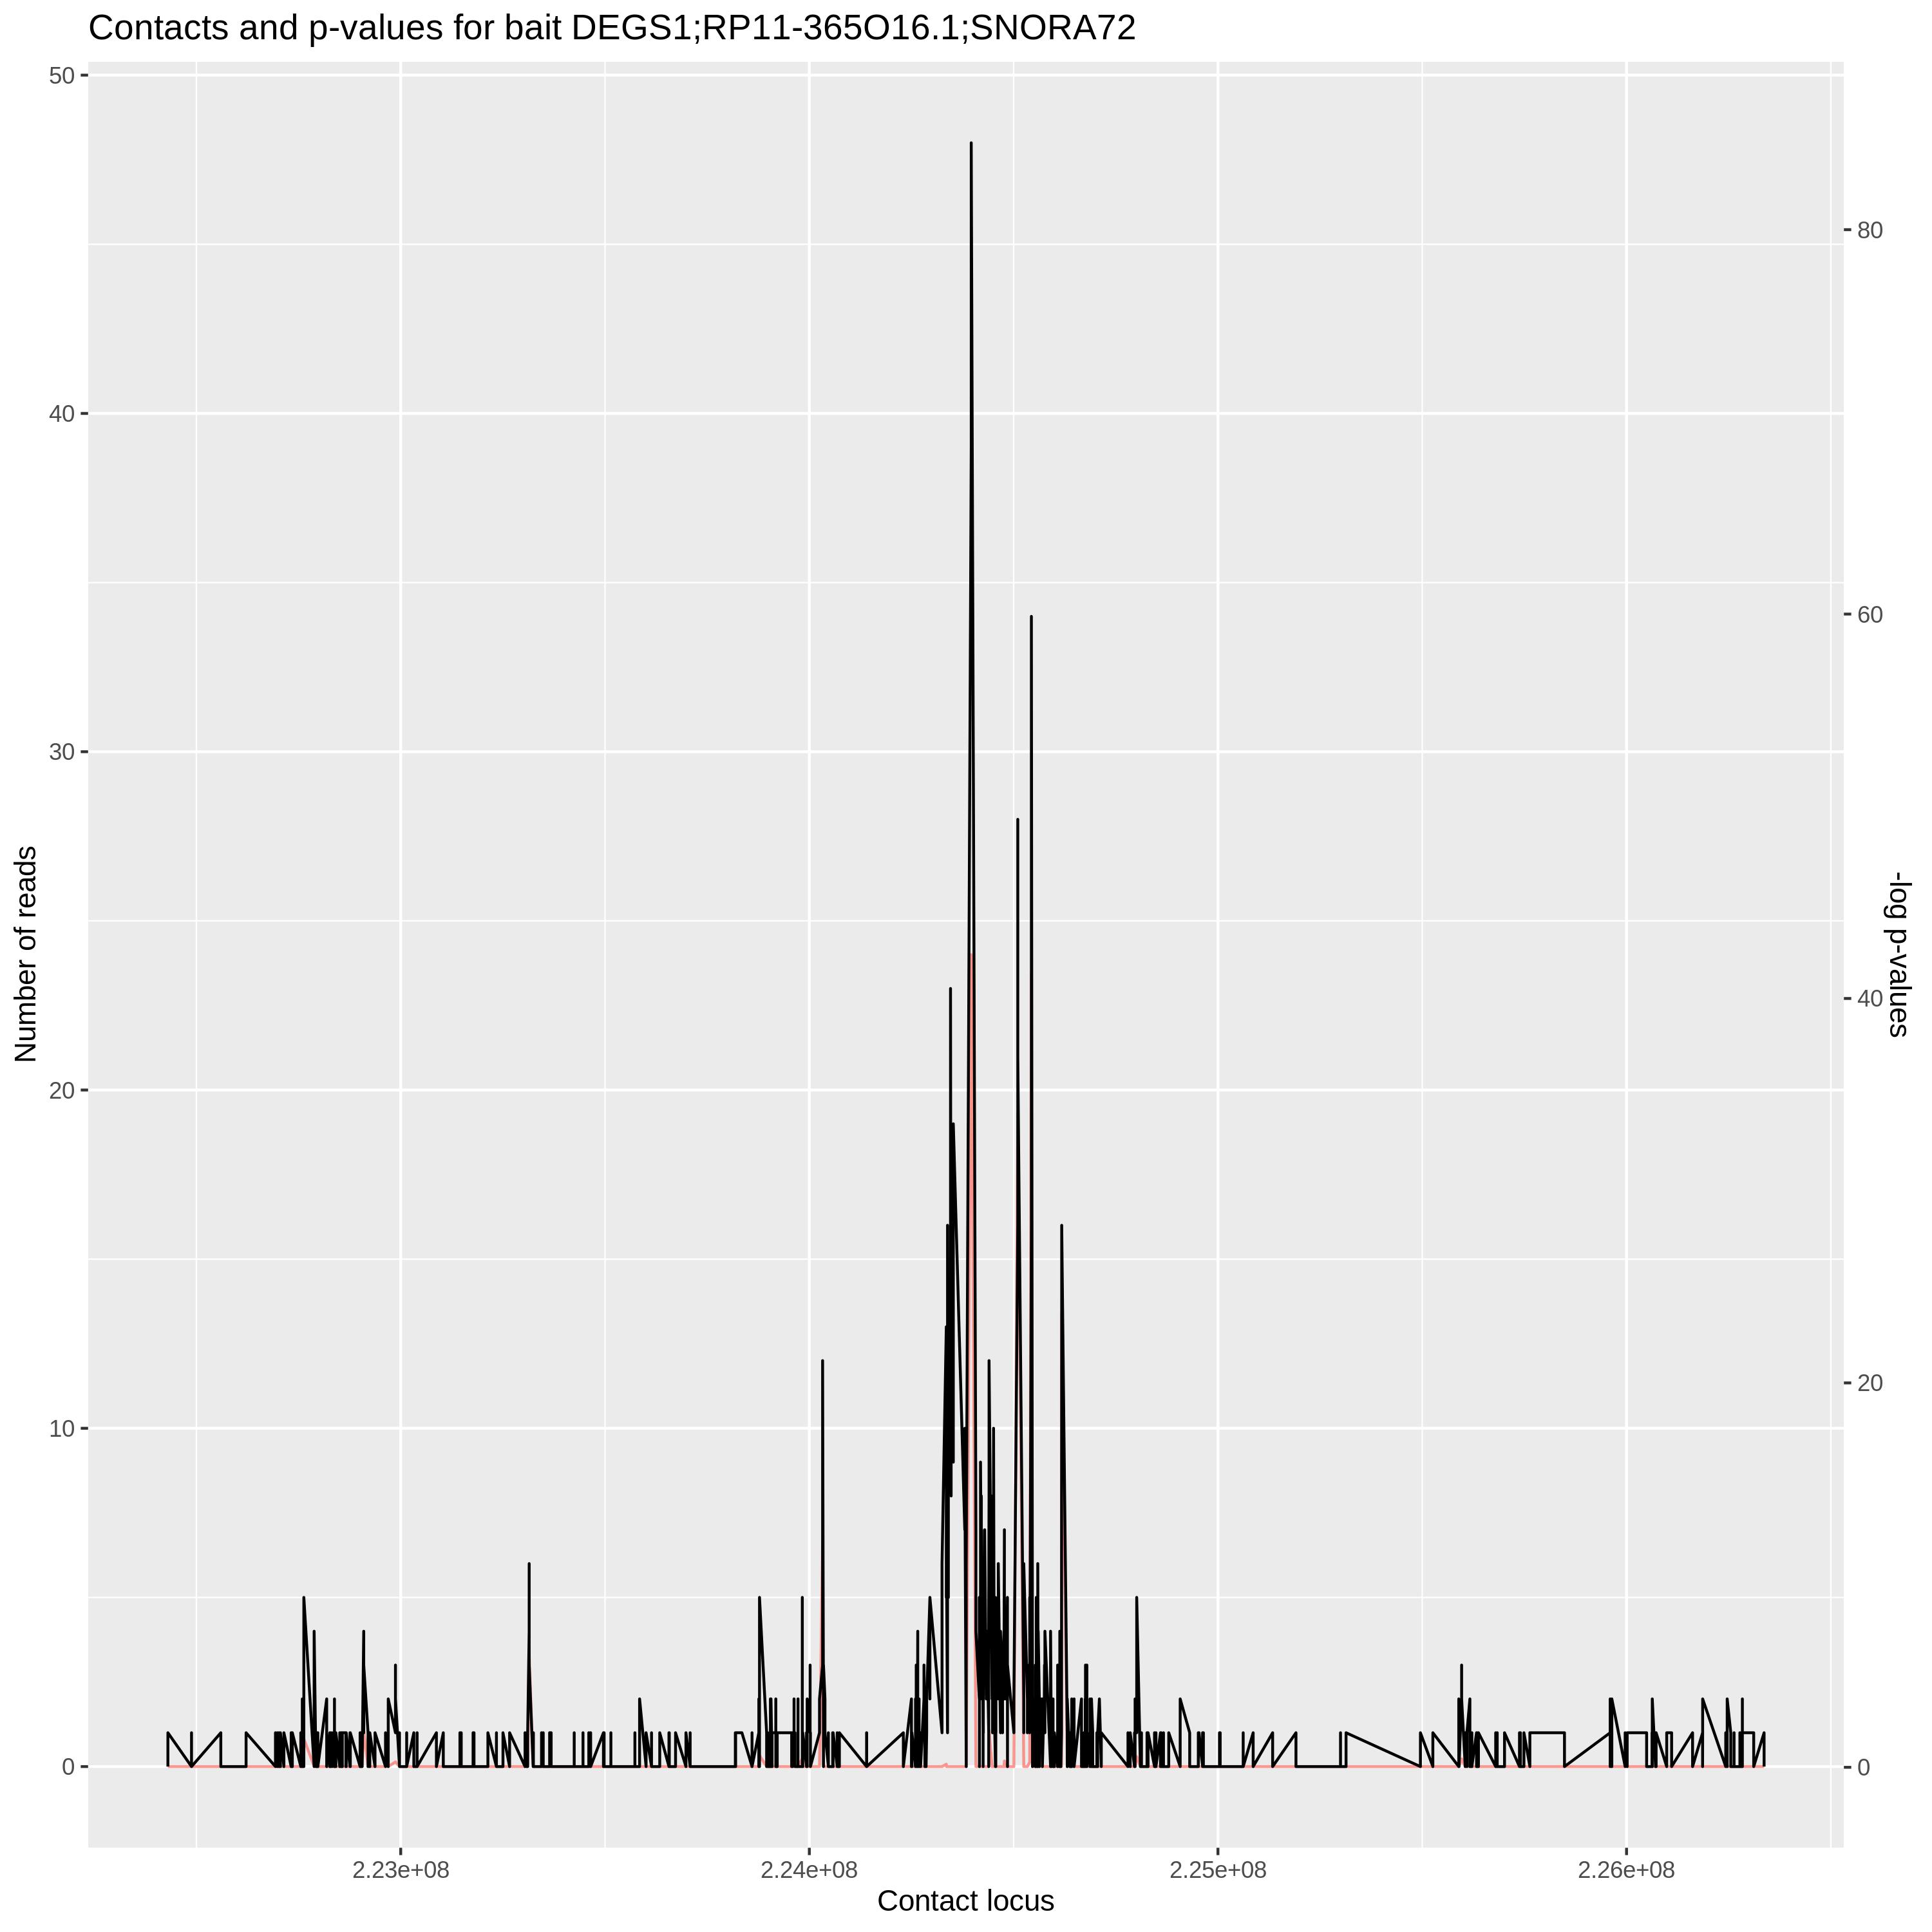 Contacts and p-values for bait DEGS1;RP11-365O16.1;SNORA72
50
40
30
20
10
0
Number of reads
80
60
40
20
0
-log p-values
2.23e+08
2.24e+08
2.25e+08
2.26e+08
Contact locus